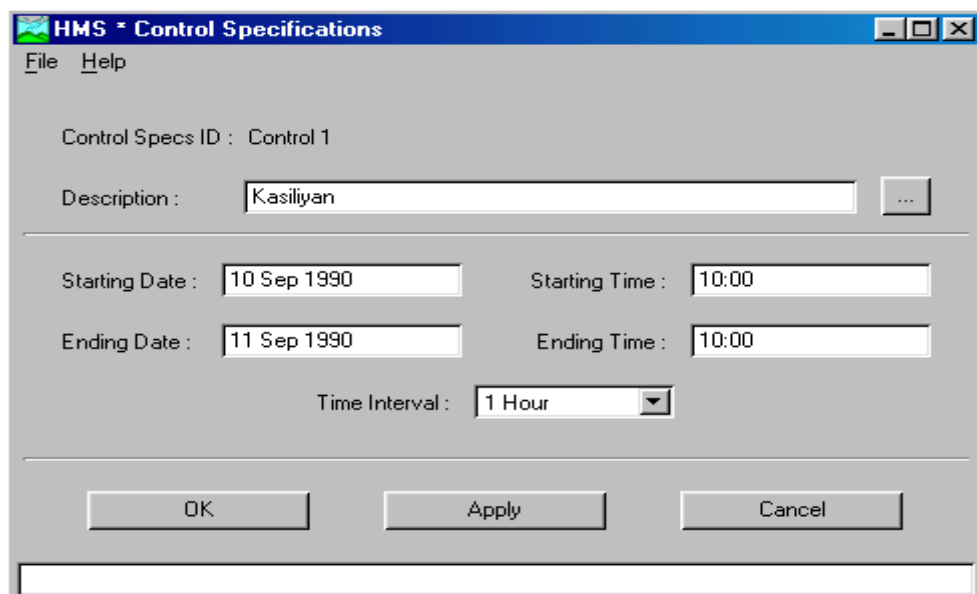 HMS * Control Specifications
File Help
Control Specs ID : Control 1
Description : Kasiliyan ...
Starting Date : 10 Sep 1990 Starting Time : 10:00
Ending Date : 11 Sep 1990 Ending Time : 10:00
Time Interval : 1 Hour
OK Apply Cancel